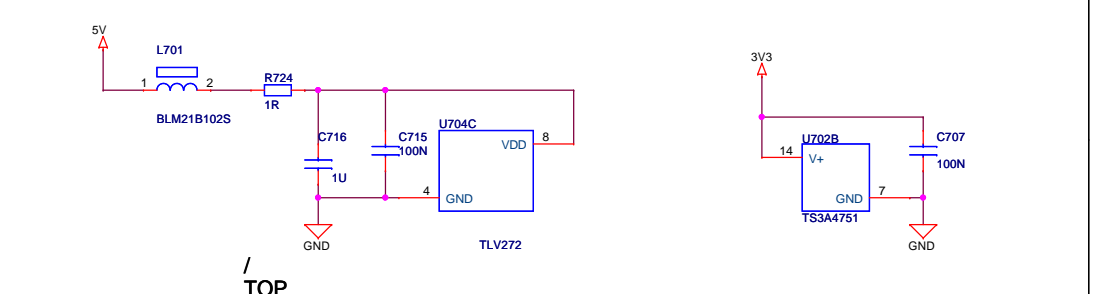 5V
L701
1 2
BLM21B102S
R724
1R
C716
1U
C715
100N
U704C
VDD 8
4 GND
TLV272
GND
3V3
U702B
14 V+
GND 7
TS3A4751
C707
100N
GND
/
TOP